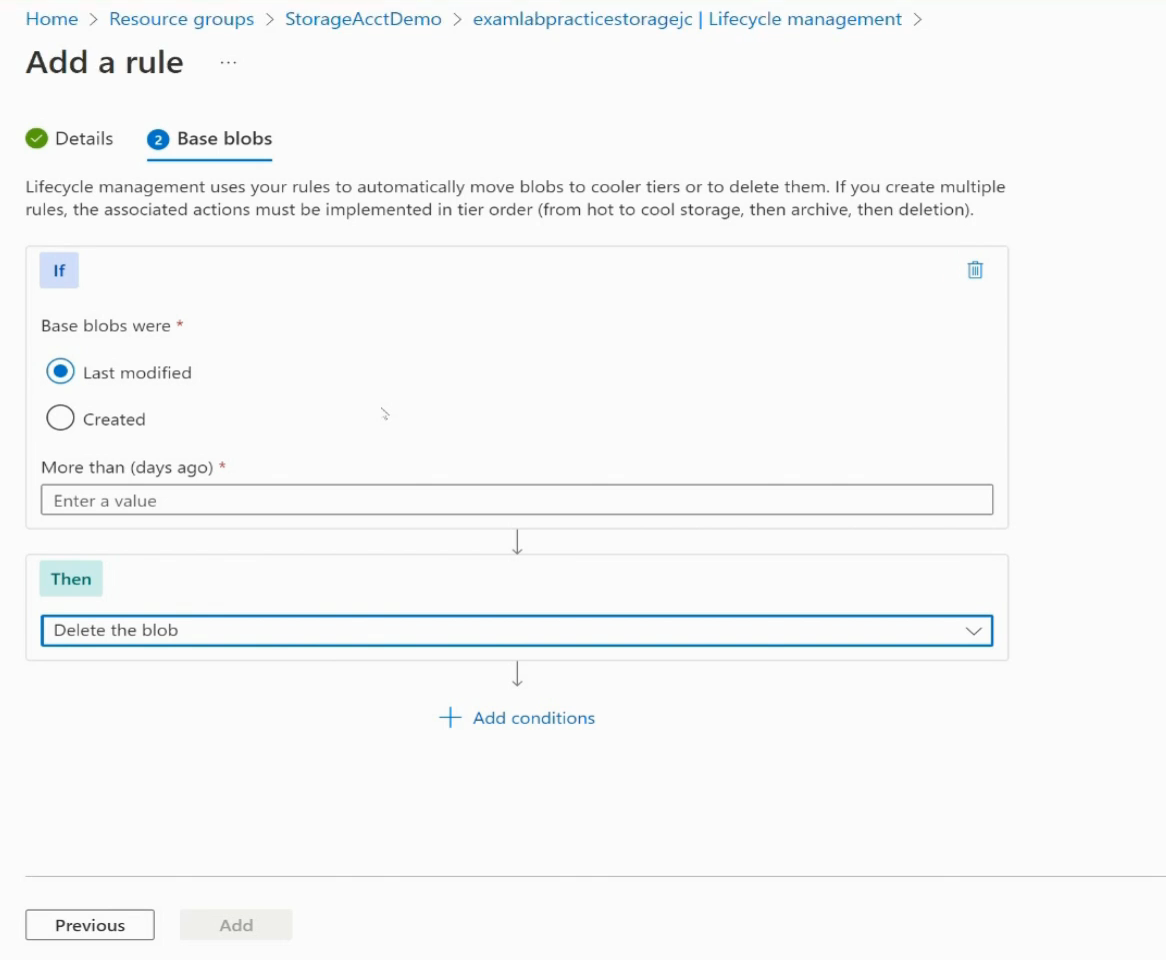 Home > Resource groups > StorageAcctDemo > examlabpracticestoragejc | Lifecycle management >
Add a rule ...
Details 2 Base blobs
Lifecycle management uses your rules to automatically move blobs to cooler tiers or to delete them. If you create multiple
rules, the associated actions must be implemented in tier order (from hot to cool storage, then archive, then deletion).
If
Base blobs were *
Last modified
Created
More than (days ago) *
Enter a value
Then
Delete the blob
+ Add conditions
Previous Add